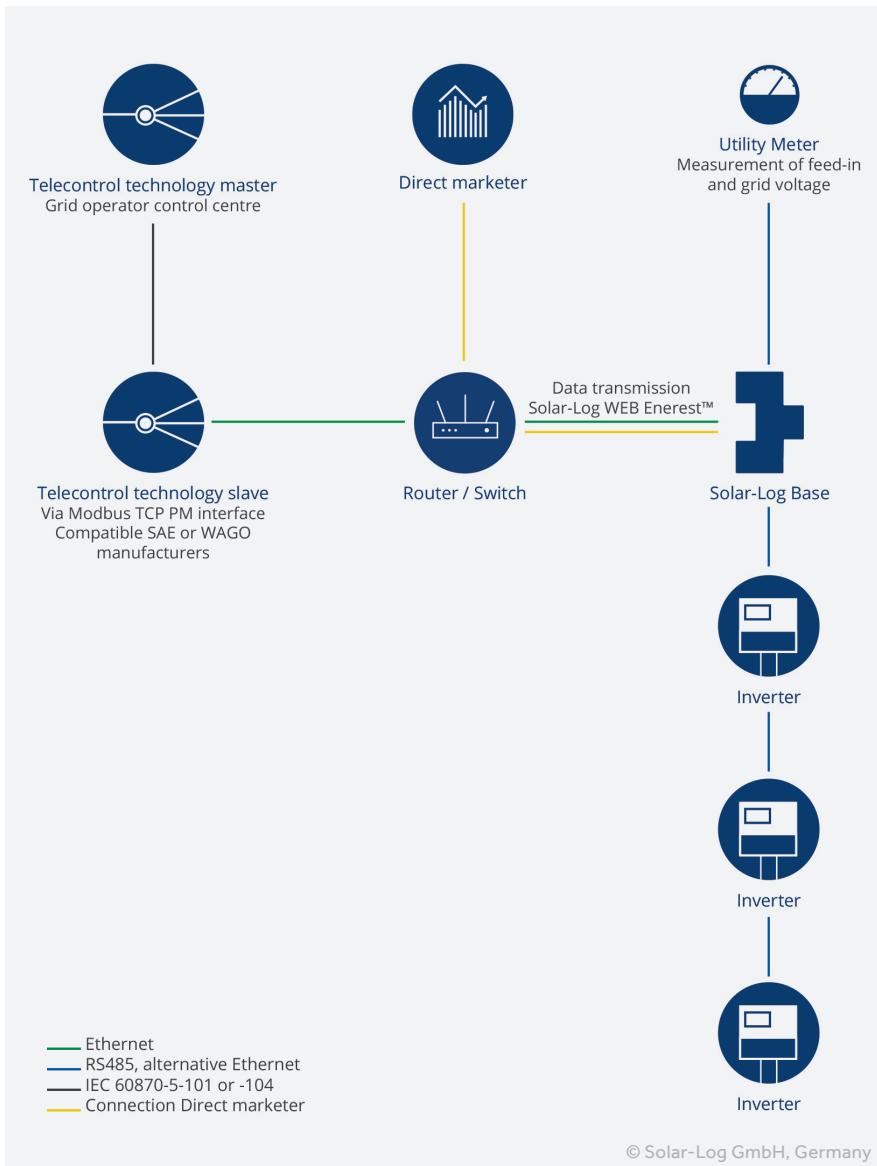 Telecontrol technology master
Grid operator control centre
Direct marketer
Utility Meter
Measurement of feed-in
and grid voltage
Data transmission
Solar-Log WEB Enerest™
Telecontrol technology slave
Via Modbus TCP PM interface
Compatible SAE or WAGO
manufacturers
Router / Switch
Solar-Log Base
Inverter
Inverter
Inverter
Ethernet
RS485, alternative Ethernet
IEC 60870-5-101 or -104
Connection Direct marketer
© Solar-Log GmbH, Germany